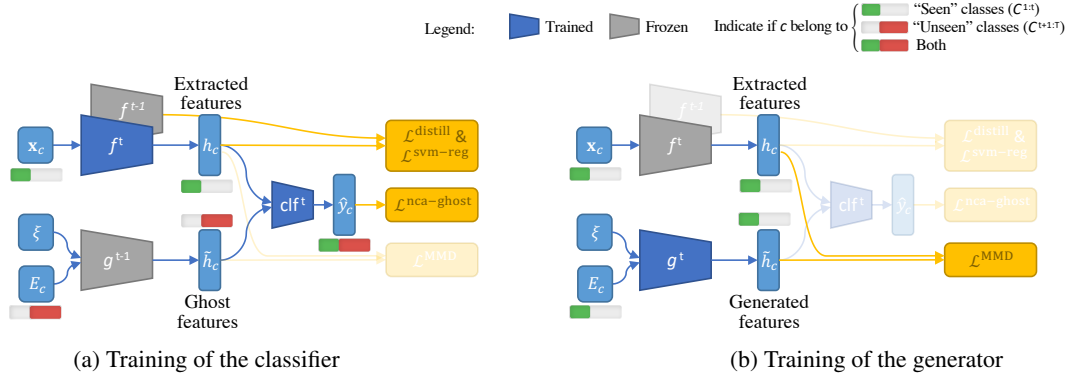 Legend:
Trained
Frozen
Indicate if c belong to
"Seen" classes (C^{1:t})
"Unseen" classes (C^{t+1:T})
Both
Extracted
features
f^{t-1}
x_c
f^t
h_c
L^{distill} &
L^{svm-reg}
clf^t
ŷ_c
L^{nca-ghost}
ξ
E_c
g^{t-1}
h̃_c
L^{MMD}
Ghost
features
(a) Training of the classifier
Extracted
features
f^{t-1}
x_c
f^t
h_c
L^{distill} &
L^{svm-reg}
clf^t
ŷ_c
L^{nca-ghost}
ξ
E_c
g^t
h̃_c
L^{MMD}
Generated
features
(b) Training of the generator